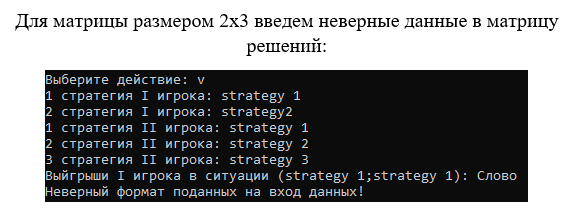 Для матрицы размером 2x3 введем неверные данные в матрицу
решений:
Выберите действие: v
1 стратегия I игрока: strategy 1
2 стратегия I игрока: strategy2
1 стратегия II игрока: strategy 1
2 стратегия II игрока: strategy 2
3 стратегия II игрока: strategy 3
Выйгрыши I игрока в ситуации (strategy 1;strategy 1): Слово
Неверный формат поданных на вход данных!